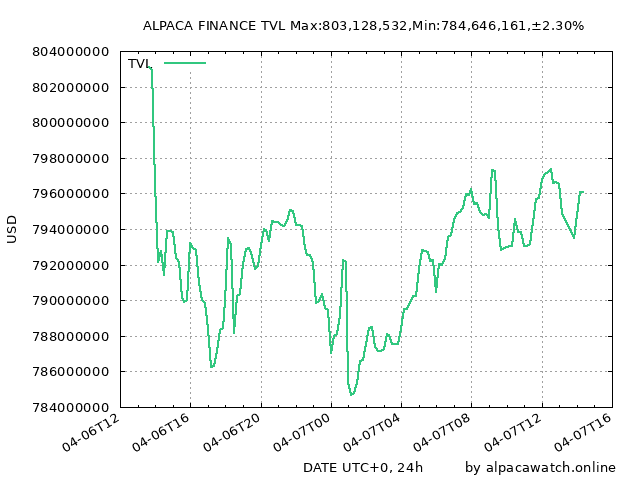 ALPACA FINANCE TVL Max:803,128,532,Min:784,646,161,±2.30%
TVL
804000000
802000000
800000000
798000000
796000000
794000000
792000000
790000000
788000000
786000000
784000000
USD
04-06T12
04-06T16
04-06T20
04-07T00
04-07T04
04-07T08
04-07T12
04-07T16
DATE UTC+0, 24h
by alpacawatch.online